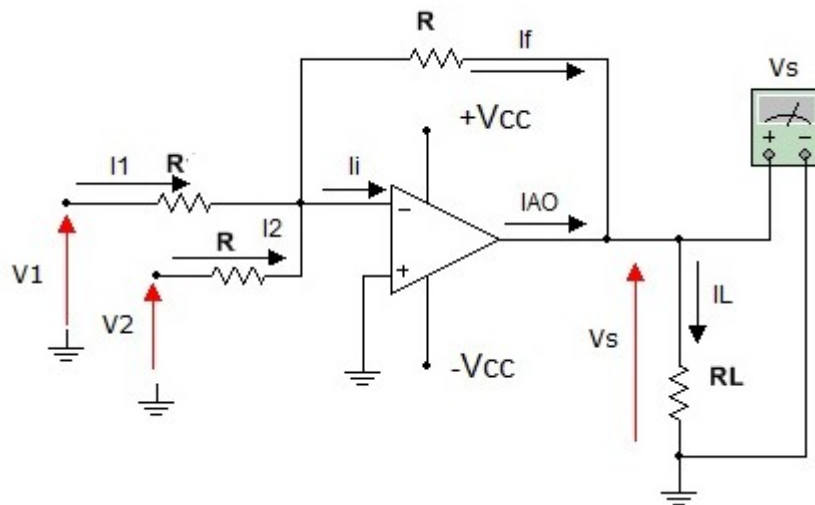 R
If
Vs
+Vcc
+ −
I1
R
Ii
−
IAO
R
I2
+
V1
V2
IL
Vs
-Vcc
RL